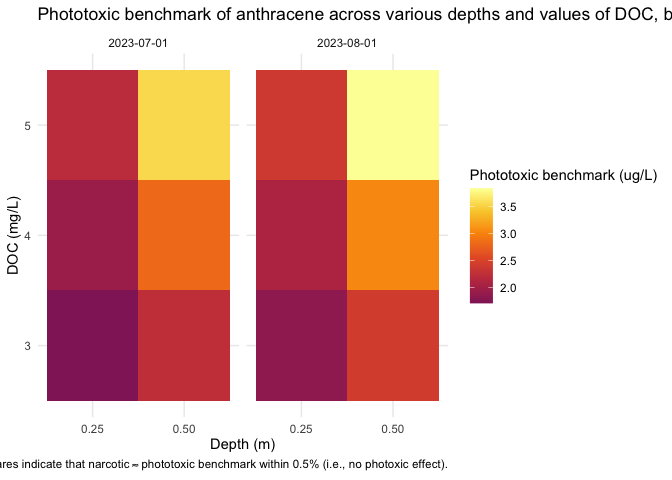 Phototoxic benchmark of anthracene across various depths and values of DOC, b
2023-07-01
2023-08-01
5
4
3
DOC (mg/L)
0.25
0.50
0.25
0.50
Depth (m)
Phototoxic benchmark (ug/L)
3.5
3.0
2.5
2.0
ares indicate that narcotic ≈ phototoxic benchmark within 0.5% (i.e., no photoxic effect).